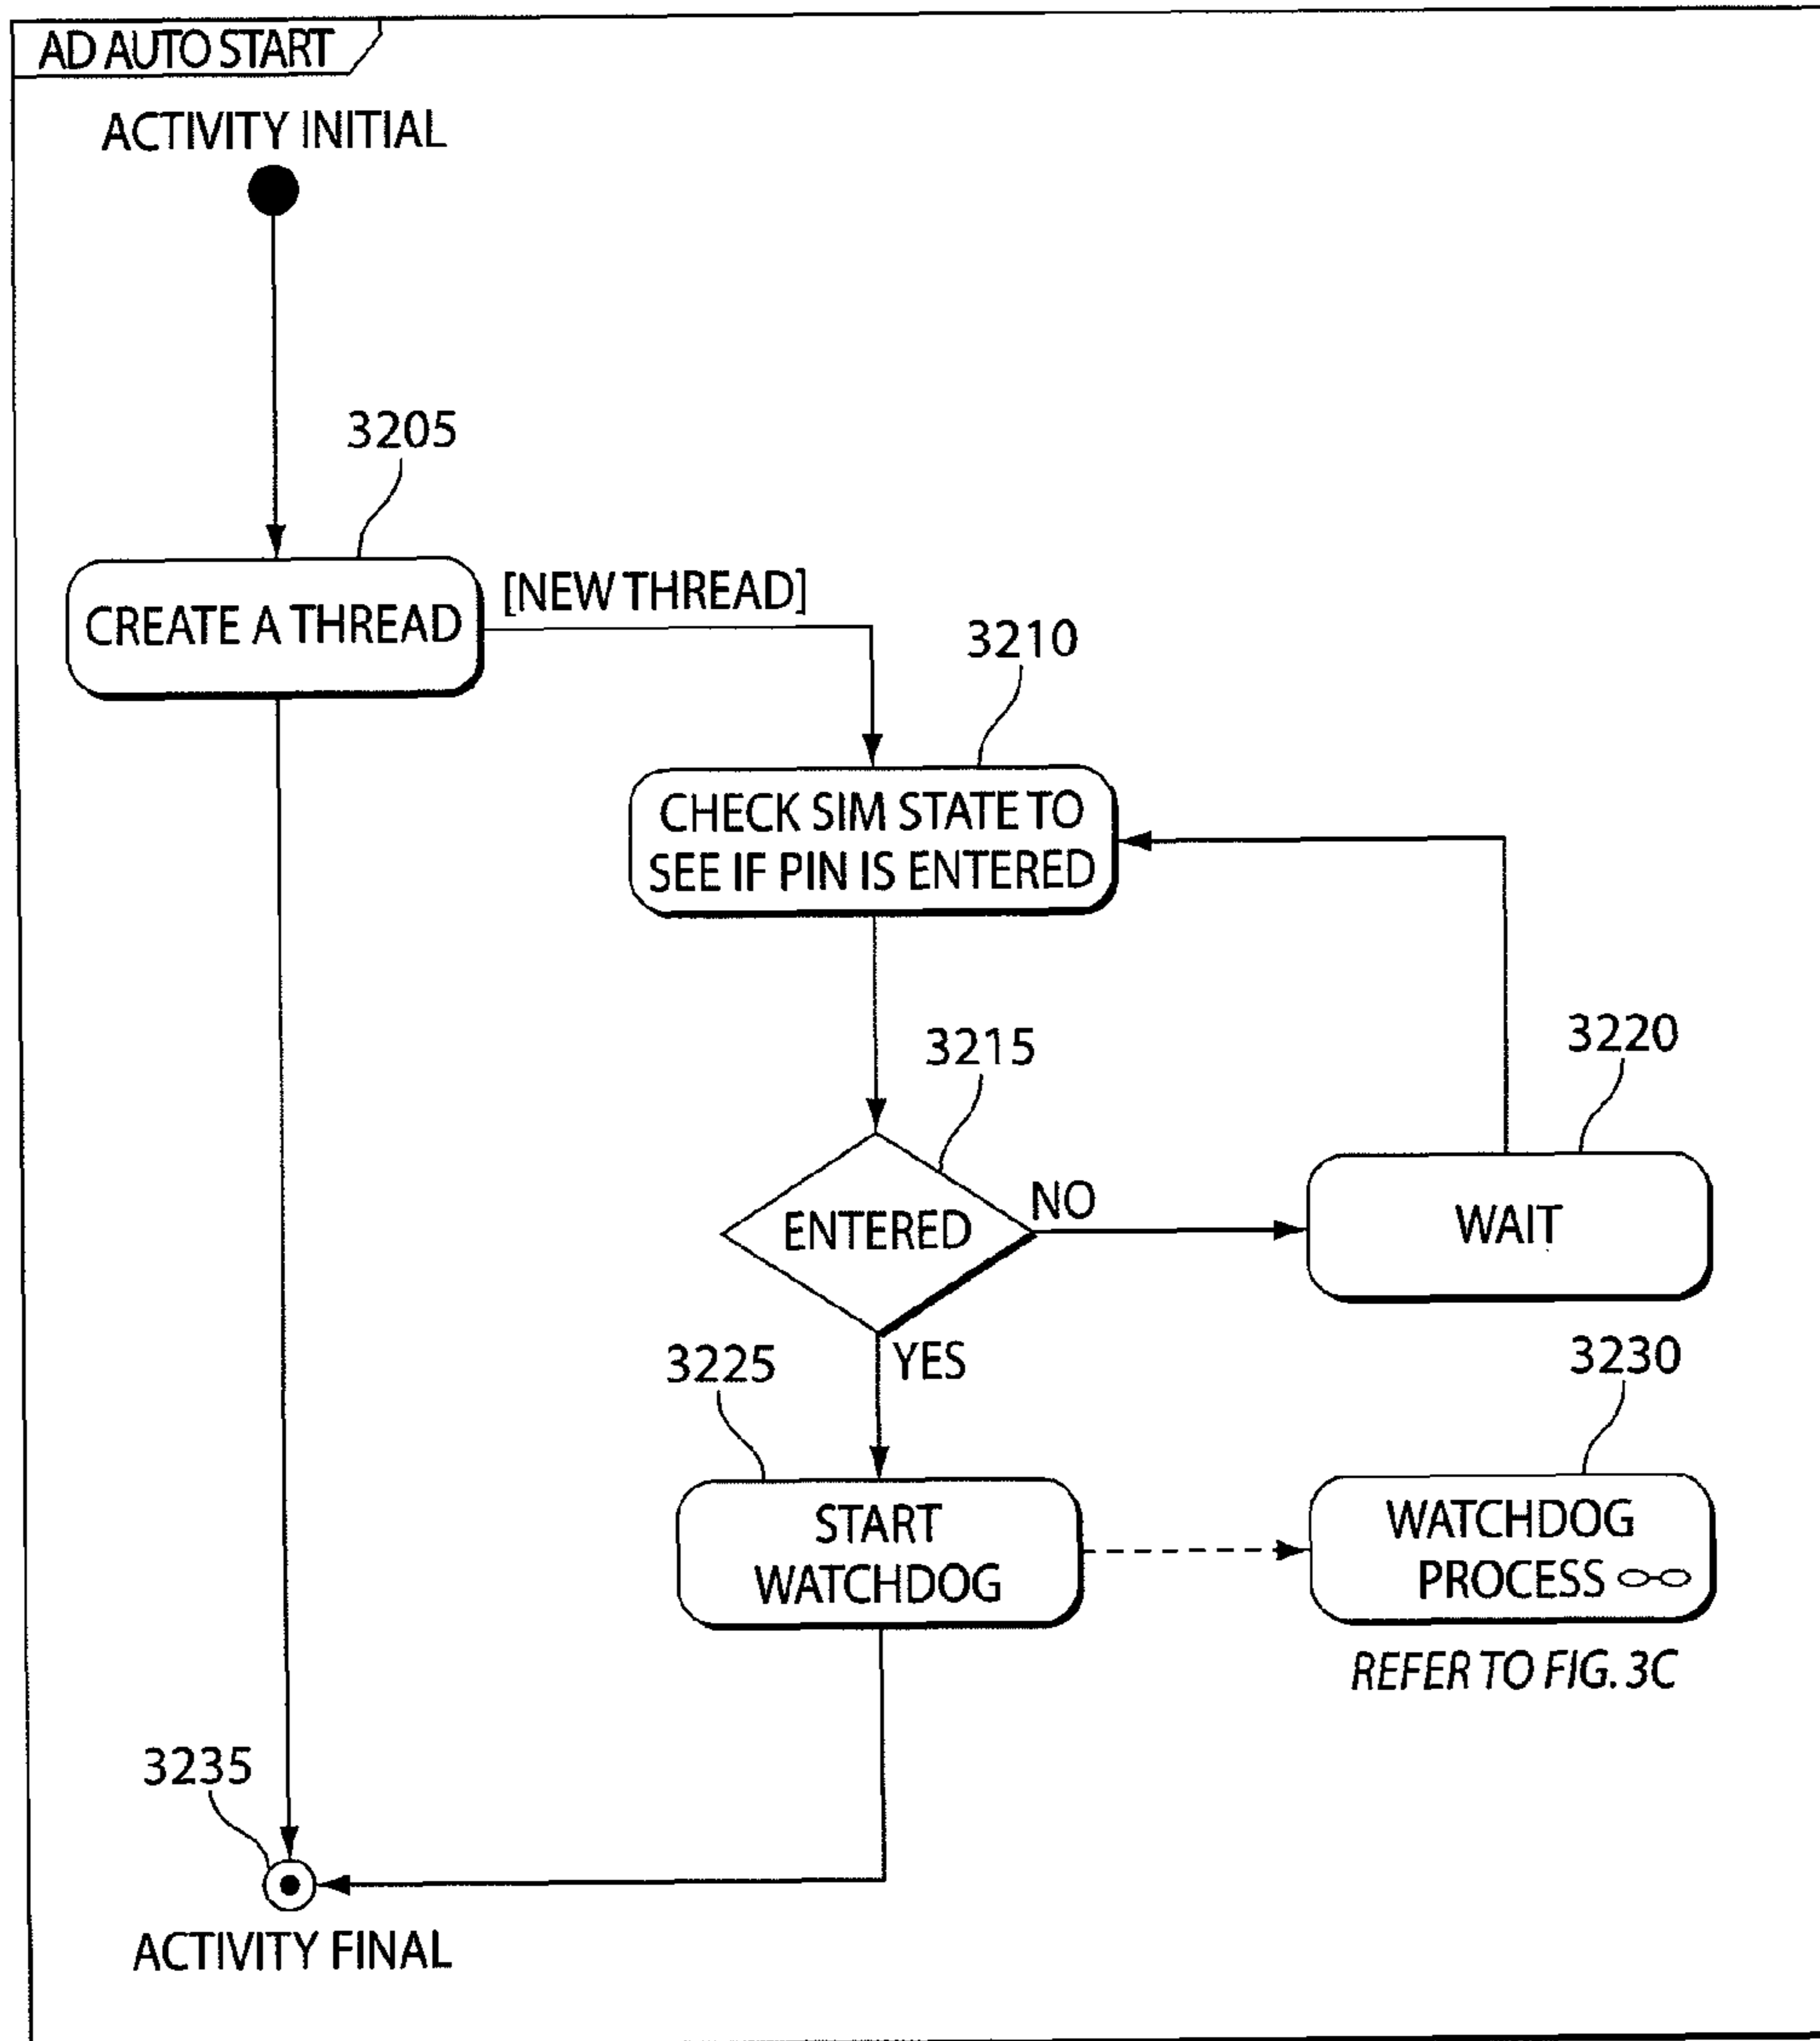 AD AUTO START
ACTIVITY INITIAL
3205
CREATE A THREAD
[NEW THREAD]
3210
CHECK SIM STATE TO
SEE IF PIN IS ENTERED
3215
ENTERED
NO
3220
WAIT
YES
3225
START
WATCHDOG
3230
WATCHDOG
PROCESS
REFER TO FIG. 3C
3235
ACTIVITY FINAL